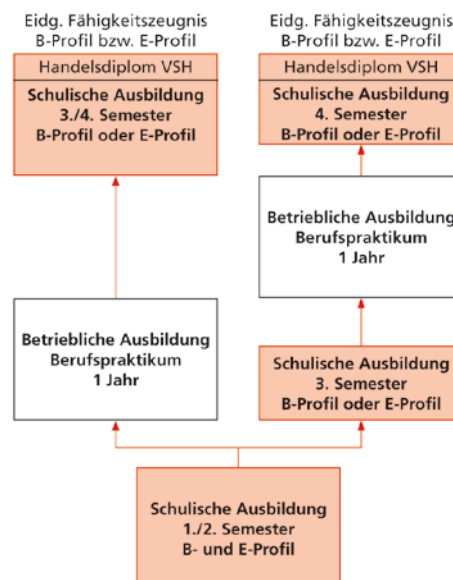 Eidg. Fähigkeitszeugnis
B-Profil bzw. E-Profil
Handelsdiplom VSH
Schulische Ausbildung
3./4. Semester
B-Profil oder E-Profil
Betriebliche Ausbildung
Berufspraktikum
1 Jahr
Eidg. Fähigkeitszeugnis
B-Profil bzw. E-Profil
Handelsdiplom VSH
Schulische Ausbildung
4. Semester
B-Profil oder E-Profil
Betriebliche Ausbildung
Berufspraktikum
1 Jahr
Schulische Ausbildung
3. Semester
B-Profil oder E-Profil
Schulische Ausbildung
1./2. Semester
B- und E-Profil